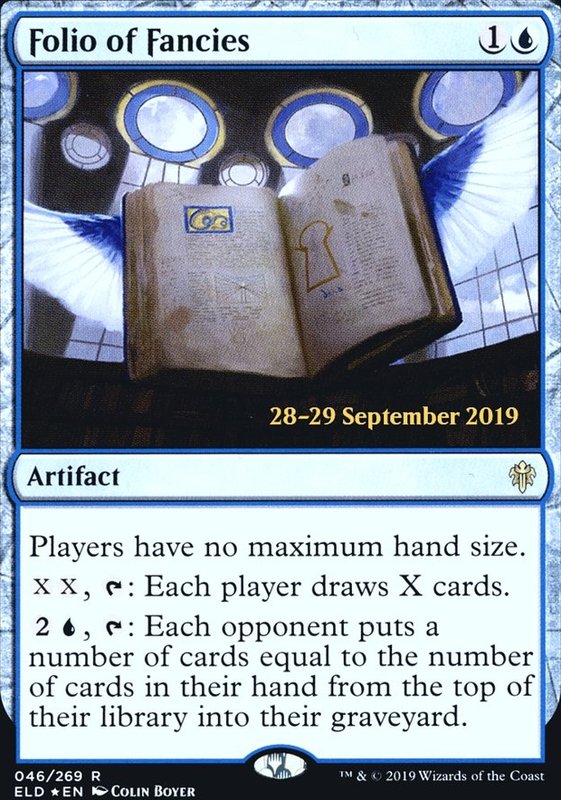 Folio of Fancies 1
28–29 September 2019
Artifact
Players have no maximum hand size.
X X, : Each player draws X cards.
2 , : Each opponent puts a
number of cards equal to the number
of cards in their hand from the top of
their library into their graveyard.
046/269 R
ELD ★ EN Colin Boyer
™ & © 2019 Wizards of the Coast